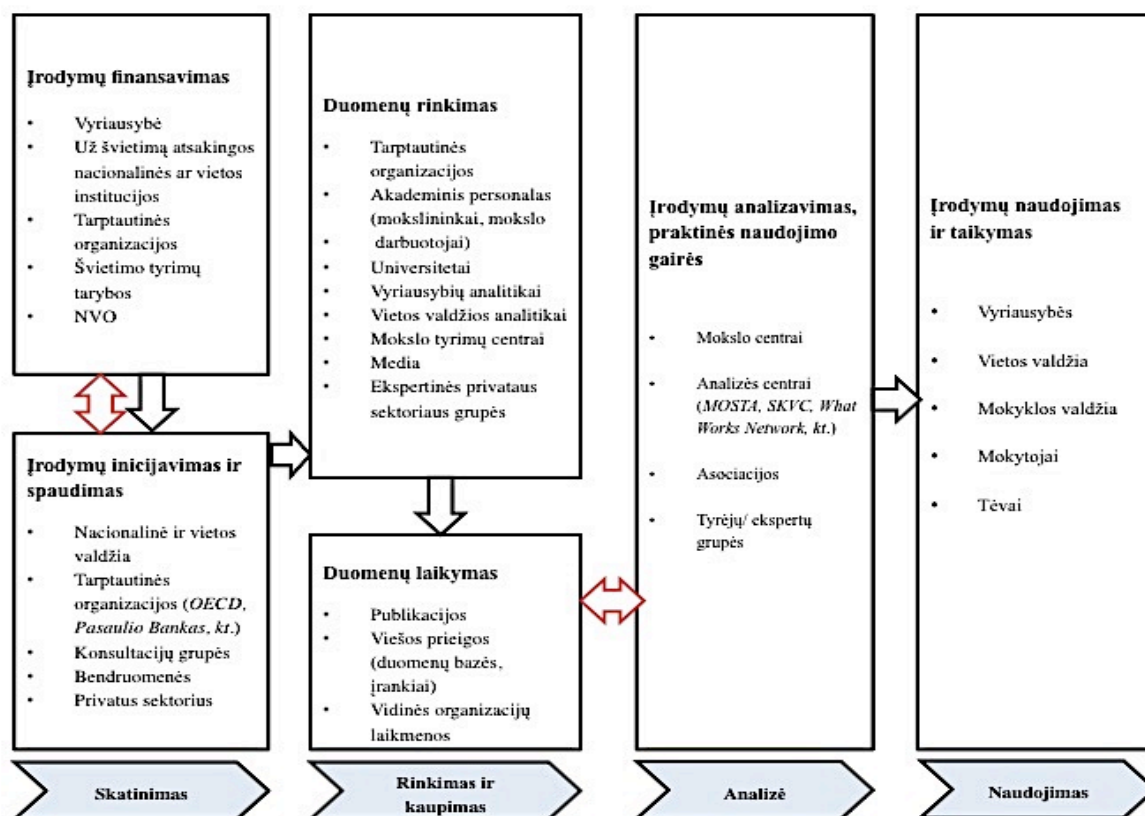 Įrodymų finansavimas
• Vyriausybė
• Už švietimą atsakingos
nacionalinės ar vietos
institucijos
• Tarptautinės
organizacijos
• Švietimo tyrimų
tarybos
• NVO
Įrodymų inicijavimas ir
spaudimas
• Nacionalinė ir vietos
valdžia
• Tarptautinės
organizacijos (OECD,
Pasaulio Bankas, kt.)
• Konsultacijų grupės
• Bendruomenės
• Privatus sektorius
Duomenų rinkimas
• Tarptautinės
organizacijos
• Akademinis personalas
(mokslininkai, mokslo
• darbuotojai)
• Universitetai
• Vyriausybių analitikai
• Vietos valdžios analitikai
• Mokslo tyrimų centrai
• Media
• Ekspertinės privataus
sektoriaus grupės
Duomenų laikymas
• Publikacijos
• Viešos prieigos
(duomenų bazės,
įrankiai)
• Vidinės organizacijų
laikmenos
Įrodymų analizavimas,
praktinės naudojimo
gairės
• Mokslo centrai
• Analizės centrai
(MOSTA, SKVC, What
Works Network, kt.)
• Asociacijos
• Tyrėjų/ ekspertų
grupės
Įrodymų naudojimas
ir taikymas
• Vyriausybės
• Vietos valdžia
• Mokyklos valdžia
• Mokytojai
• Tėvai
Skatinimas
Rinkimas ir
kaupimas
Analizė
Naudojimas